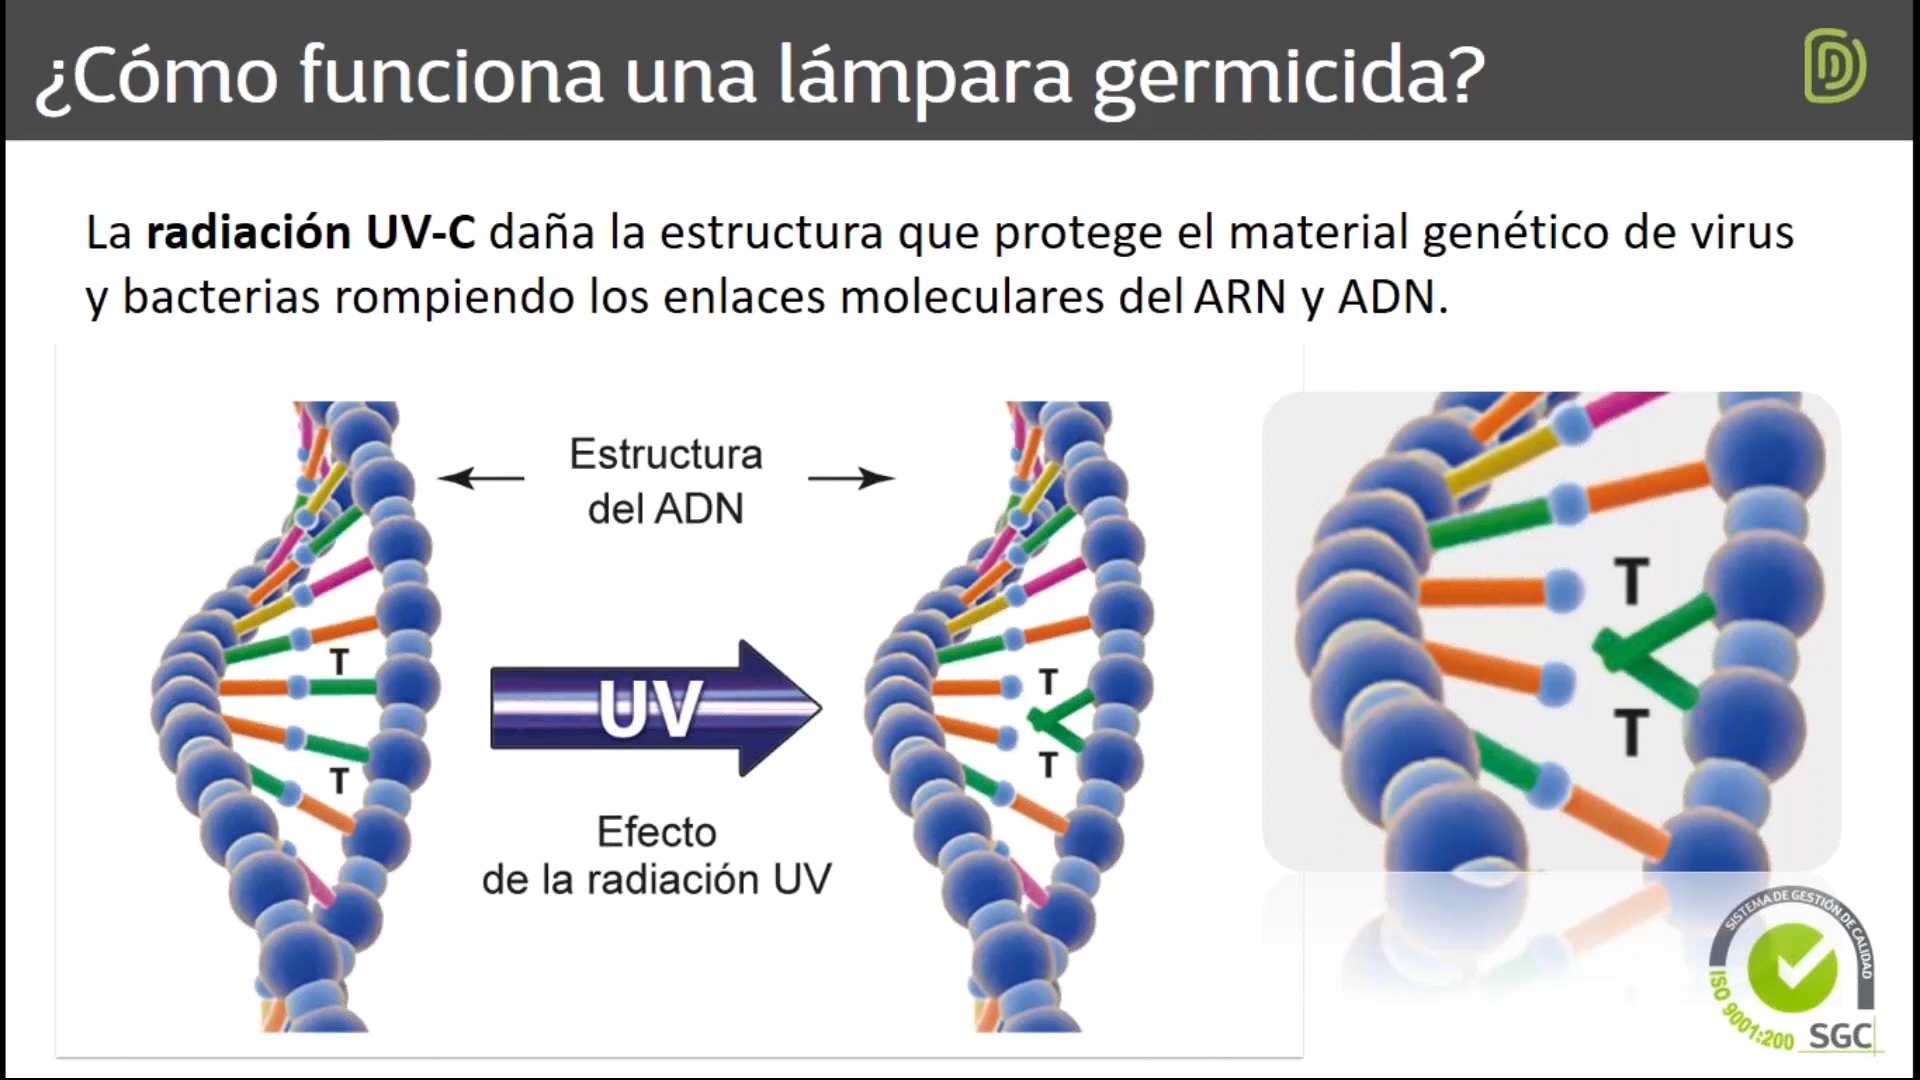 ¿Cómo funciona una lámpara germicida?
La radiación UV-C daña la estructura que protege el material genético de virus
y bacterias rompiendo los enlaces moleculares del ARN y ADN.
Estructura
del ADN
T
T
UV
Efecto
de la radiación UV
T
T
T
T
SISTEMA DE GESTIÓN DE CALIDAD
ISO 9001:200
SGC